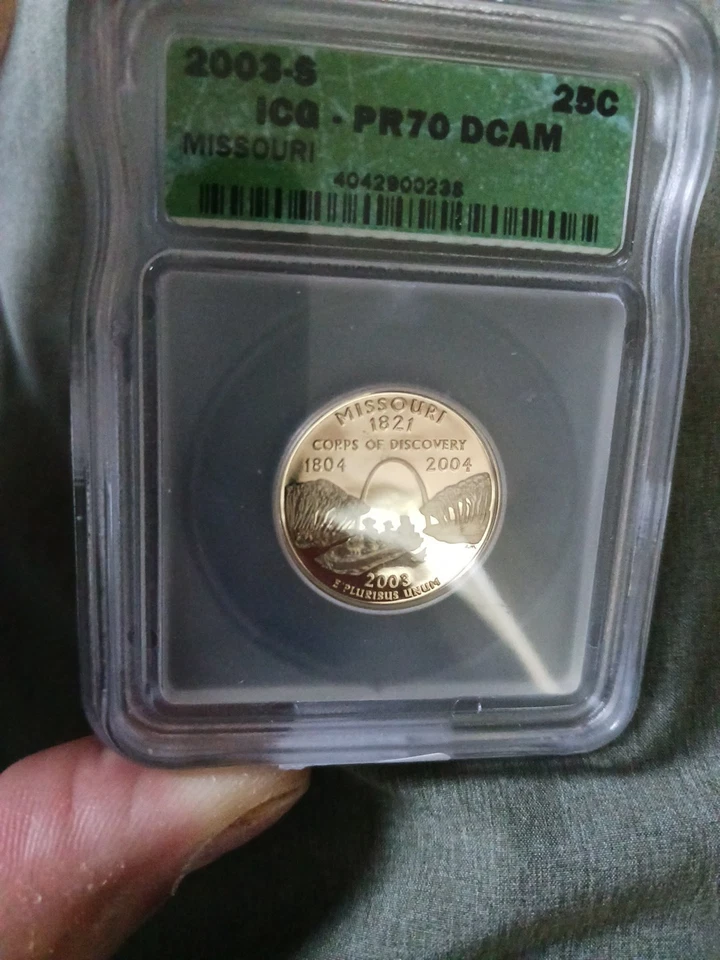 2003-S
25C
ICG - PR70 DCAM
MISSOURI
4042900238
MISSOURI
1821
CORPS OF DISCOVERY
1804 2004
2003
E PLURIBUS UNUM